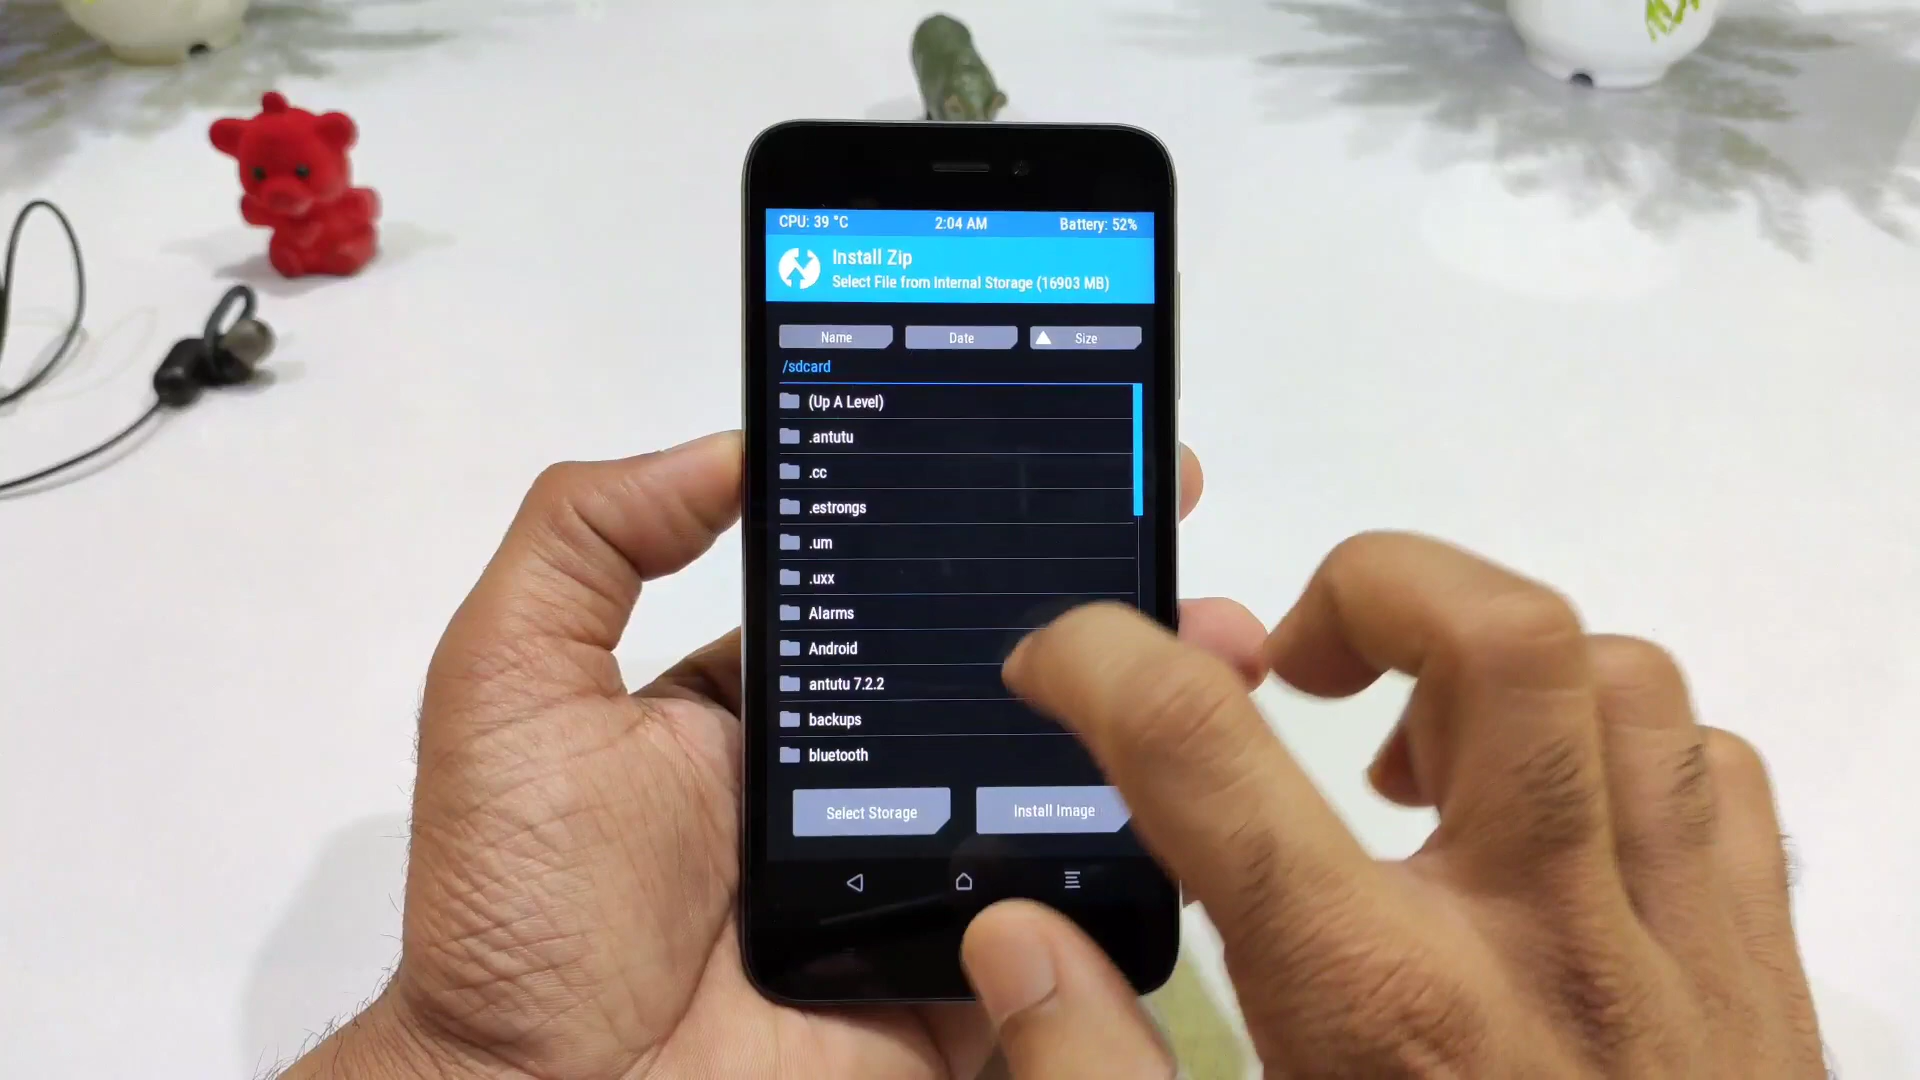 CPU: 39 °C 2:04 AM Battery: 52%
Install Zip
Select File from Internal Storage (16903 MB)
Name Date Size
/sdcard
(Up A Level)
.antutu
.cc
.estrongs
.um
.uxx
Alarms
Android
antutu 7.2.2
backups
bluetooth
Select Storage Install Image